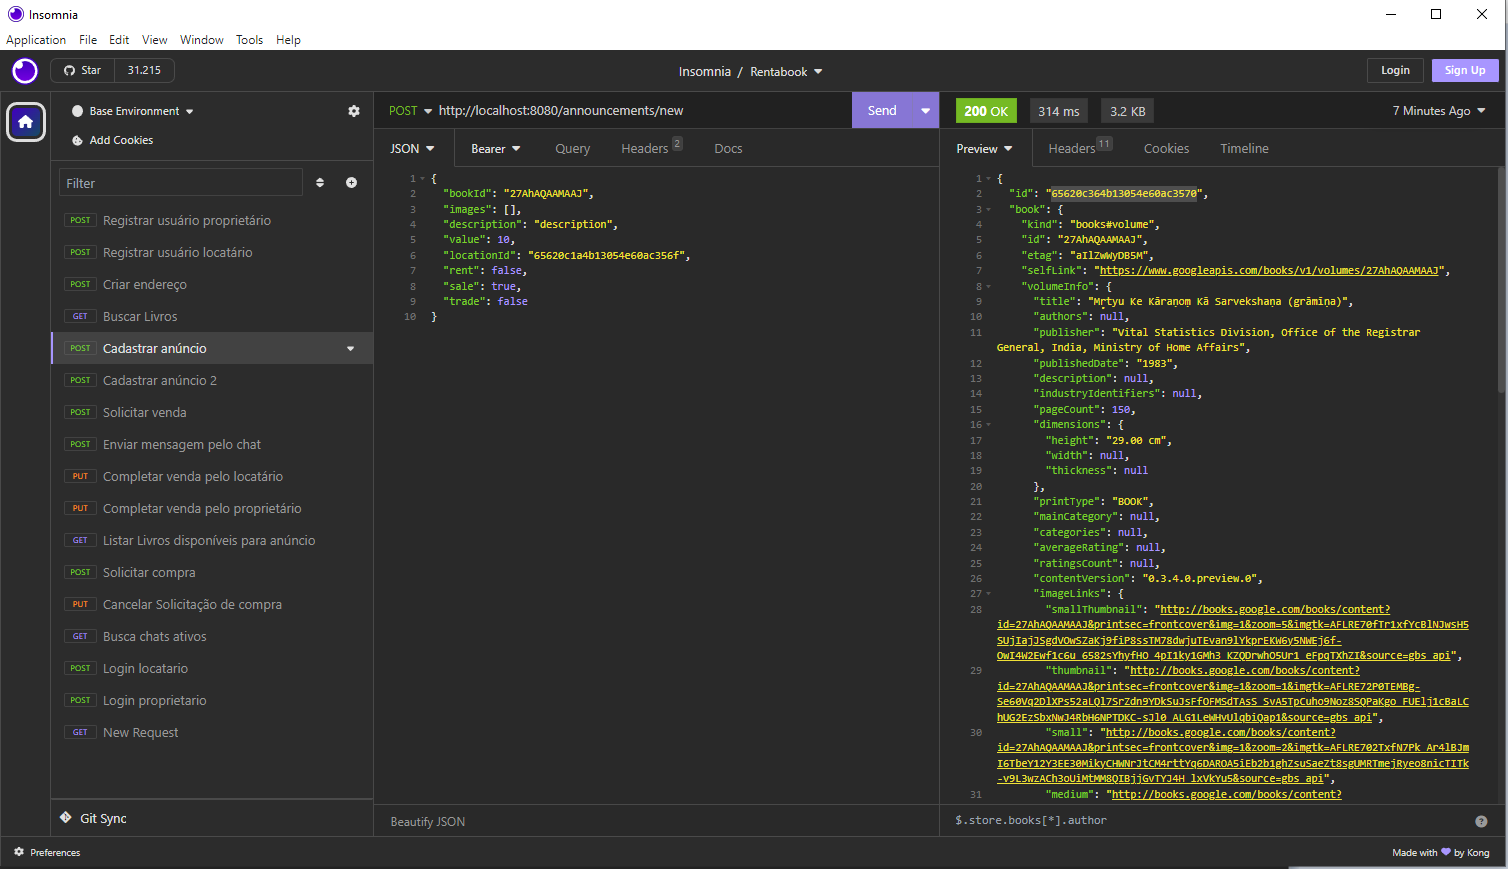 Insomnia
Application File Edit View Window Tools Help
Star 31.215
Insomnia / Rentabook
Login Sign Up
Base Environment
Add Cookies
Filter
POST Registrar usuário proprietário
POST Registrar usuário locatário
POST Criar endereço
GET Buscar Livros
POST Cadastrar anúncio
POST Cadastrar anúncio 2
POST Solicitar venda
POST Enviar mensagem pelo chat
PUT Completar venda pelo locatário
PUT Completar venda pelo proprietário
GET Listar Livros disponíveis para anúncio
POST Solicitar compra
PUT Cancelar Solicitação de compra
GET Busca chats ativos
POST Login locatario
POST Login proprietario
GET New Request
Git Sync
Preferences
POST http://localhost:8080/announcements/new Send
JSON Bearer Query Headers 2 Docs
1 {
2 "bookId": "27AhAQAAMAAJ",
3 "images": [],
4 "description": "description",
5 "value": 10,
6 "locationId": "65620c1a4b13054e60ac356f",
7 "rent": false,
8 "sale": true,
9 "trade": false
10 }
Beautify JSON
200 OK 314 ms 3.2 KB 7 Minutes Ago
Preview Headers 11 Cookies Timeline
1 {
2 "id": "65620c364b13054e60ac3570",
3 "book": {
4 "kind": "books#volume",
5 "id": "27AhAQAAMAAJ",
6 "etag": "aIlZwWyDB5M",
7 "selfLink": "https://www.googleapis.com/books/v1/volumes/27AhAQAAMAAJ",
8 "volumeInfo": {
9 "title": "Mr̥tyu Ke Kāraṇoṃ Kā Sarvekshaṇa (grāmīṇa)",
10 "authors": null,
11 "publisher": "Vital Statistics Division, Office of the Registrar
General, India, Ministry of Home Affairs",
12 "publishedDate": "1983",
13 "description": null,
14 "industryIdentifiers": null,
15 "pageCount": 150,
16 "dimensions": {
17 "height": "29.00 cm",
18 "width": null,
19 "thickness": null
20 },
21 "printType": "BOOK",
22 "mainCategory": null,
23 "categories": null,
24 "averageRating": null,
25 "ratingsCount": null,
26 "contentVersion": "0.3.4.0.preview.0",
27 "imageLinks": {
28 "smallThumbnail": "http://books.google.com/books/content?
id=27AhAQAAMAAJ&printsec=frontcover&img=1&zoom=5&imgtk=AFLRE70fTr1xfYcBlNJwsH5
SUjIajJSgdVOwSZaKj9fiP8ssTM78dwjuTEvan9lYkprEKW6y5NWEj6f-
OwI4W2Ewf1c6u_6582sYhyfHO_4pI1ky1GMh3_KZQDrwhO5Ur1_eFpqTXhZI&source=gbs_api",
29 "thumbnail": "http://books.google.com/books/content?
id=27AhAQAAMAAJ&printsec=frontcover&img=1&zoom=1&imgtk=AFLRE72P0TEMBg-
Se60Vq2DlXPs52aLQl7SrZdn9YDkSuJsFfOFMSdTAsS_SvA5TpCuho9Noz8SQPaKgo_FUElj1cBaLC
hUG2EzSbxNwJ4RbH6NPTDKC-sJl0_ALG1LeWHvUlqbiQap1&source=gbs_api",
30 "small": "http://books.google.com/books/content?
id=27AhAQAAMAAJ&printsec=frontcover&img=1&zoom=2&imgtk=AFLRE702TxfN7Pk_Ar4lBJm
I6TbeY12Y3EE30MikyCHWNrJtCM4rttYq6DAROA5iEb2b1ghZsuSaeZt8sgUMRTmejRyeo8nicTITk
-v9L3wzACh3oUiMtMM8QIBjjGvTYJ4H_lxVkYu5&source=gbs_api",
31 "medium": "http://books.google.com/books/content?
$.store.books[*].author
Made with by Kong